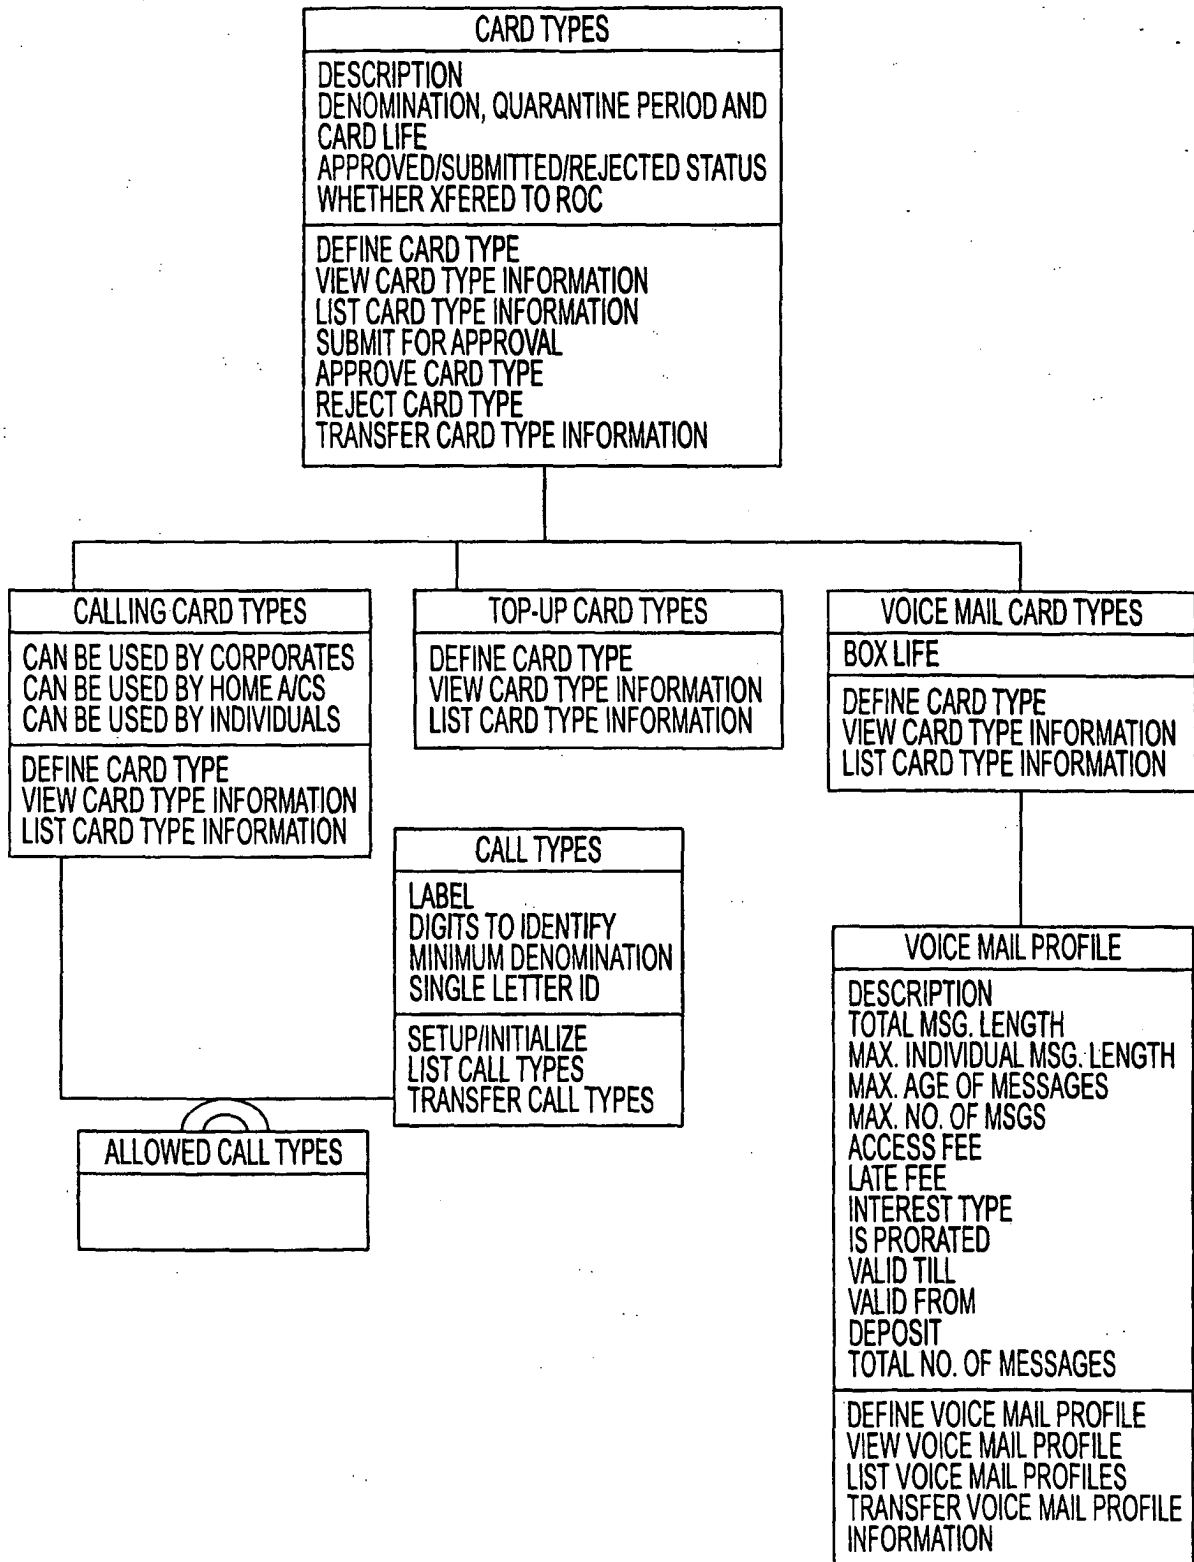 CARD TYPES
DESCRIPTION
DENOMINATION, QUARANTINE PERIOD AND
CARD LIFE
APPROVED/SUBMITTED/REJECTED STATUS
WHETHER XFERED TO ROC
DEFINE CARD TYPE
VIEW CARD TYPE INFORMATION
LIST CARD TYPE INFORMATION
SUBMIT FOR APPROVAL
APPROVE CARD TYPE
REJECT CARD TYPE
TRANSFER CARD TYPE INFORMATION
CALLING CARD TYPES
CAN BE USED BY CORPORATES
CAN BE USED BY HOME A/CS
CAN BE USED BY INDIVIDUALS
DEFINE CARD TYPE
VIEW CARD TYPE INFORMATION
LIST CARD TYPE INFORMATION
TOP-UP CARD TYPES
DEFINE CARD TYPE
VIEW CARD TYPE INFORMATION
LIST CARD TYPE INFORMATION
VOICE MAIL CARD TYPES
BOX LIFE
DEFINE CARD TYPE
VIEW CARD TYPE INFORMATION
LIST CARD TYPE INFORMATION
CALL TYPES
LABEL
DIGITS TO IDENTIFY
MINIMUM DENOMINATION
SINGLE LETTER ID
SETUP/INITIALIZE
LIST CALL TYPES
TRANSFER CALL TYPES
ALLOWED CALL TYPES
VOICE MAIL PROFILE
DESCRIPTION
TOTAL MSG. LENGTH
MAX. INDIVIDUAL MSG. LENGTH
MAX. AGE OF MESSAGES
MAX. NO. OF MSGS
ACCESS FEE
LATE FEE
INTEREST TYPE
IS PRORATED
VALID TILL
VALID FROM
DEPOSIT
TOTAL NO. OF MESSAGES
DEFINE VOICE MAIL PROFILE
VIEW VOICE MAIL PROFILE
LIST VOICE MAIL PROFILES
TRANSFER VOICE MAIL PROFILE
INFORMATION